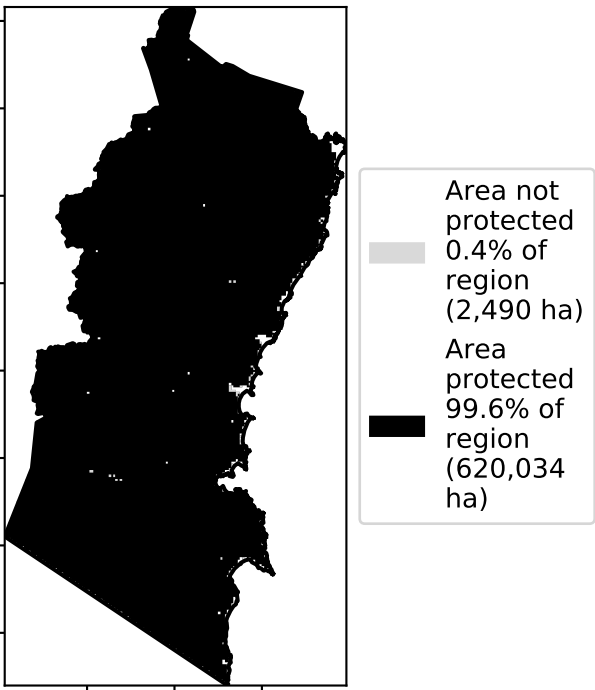 Area not
protected
0.4% of
region
(2,490 ha)
Area
protected
99.6% of
region
(620,034
ha)